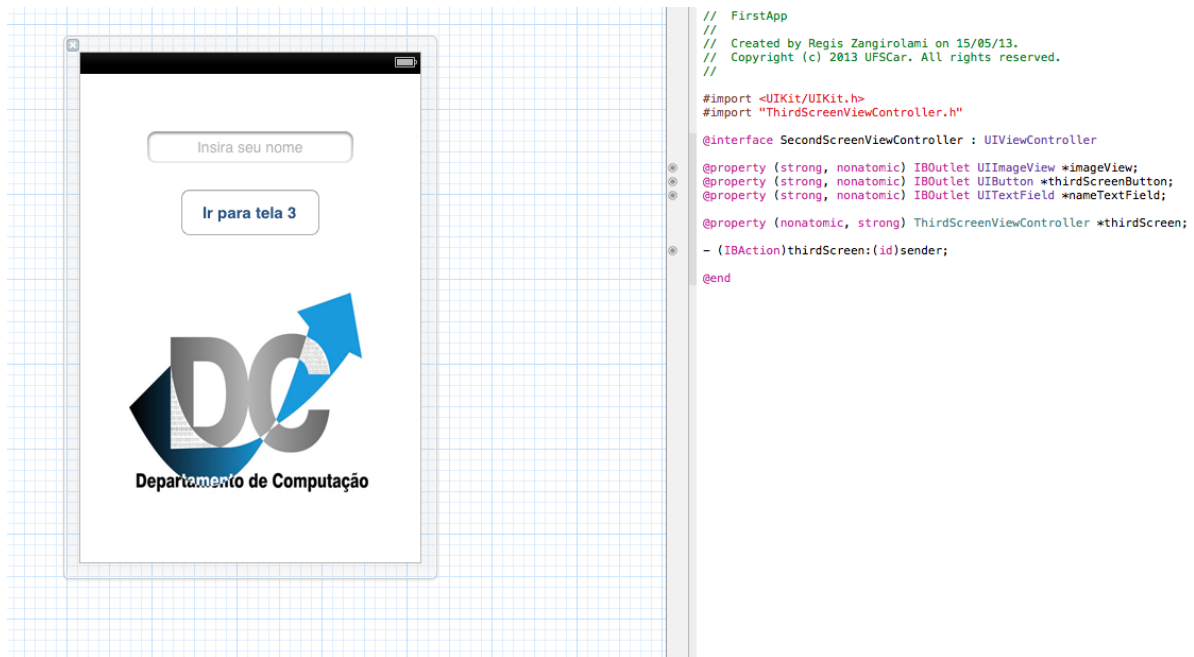 Insira seu nome
Ir para tela 3
DC
Departamento de Computação
//  FirstApp
//
//  Created by Regis Zangirolami on 15/05/13.
//  Copyright (c) 2013 UFSCar. All rights reserved.
//
#import <UIKit/UIKit.h>
#import "ThirdScreenViewController.h"
@interface SecondScreenViewController : UIViewController
@property (strong, nonatomic) IBOutlet UIImageView *imageView;
@property (strong, nonatomic) IBOutlet UIButton *thirdScreenButton;
@property (strong, nonatomic) IBOutlet UITextField *nameTextField;
@property (nonatomic, strong) ThirdScreenViewController *thirdScreen;
- (IBAction)thirdScreen:(id)sender;
@end